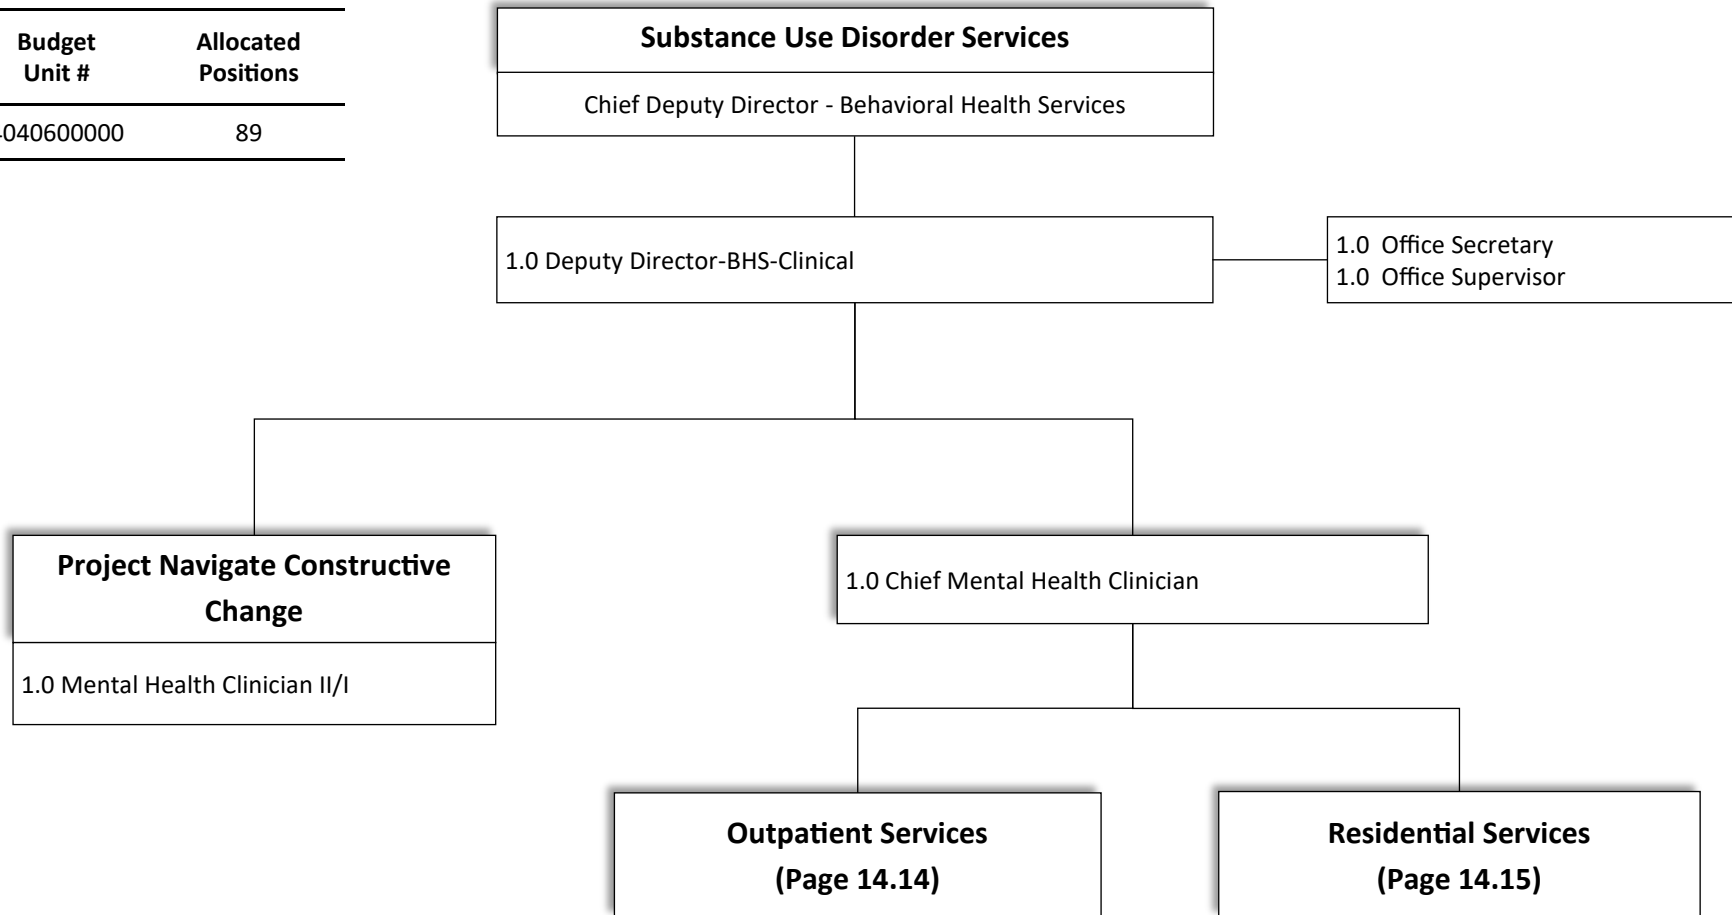 Budget Unit #
Allocated Positions
040600000
89
Substance Use Disorder Services
Chief Deputy Director - Behavioral Health Services
1.0 Deputy Director-BHS-Clinical
1.0 Office Secretary
1.0 Office Supervisor
Project Navigate Constructive
Change
1.0 Mental Health Clinician II/I
1.0 Chief Mental Health Clinician
Outpatient Services
(Page 14.14)
Residential Services
(Page 14.15)